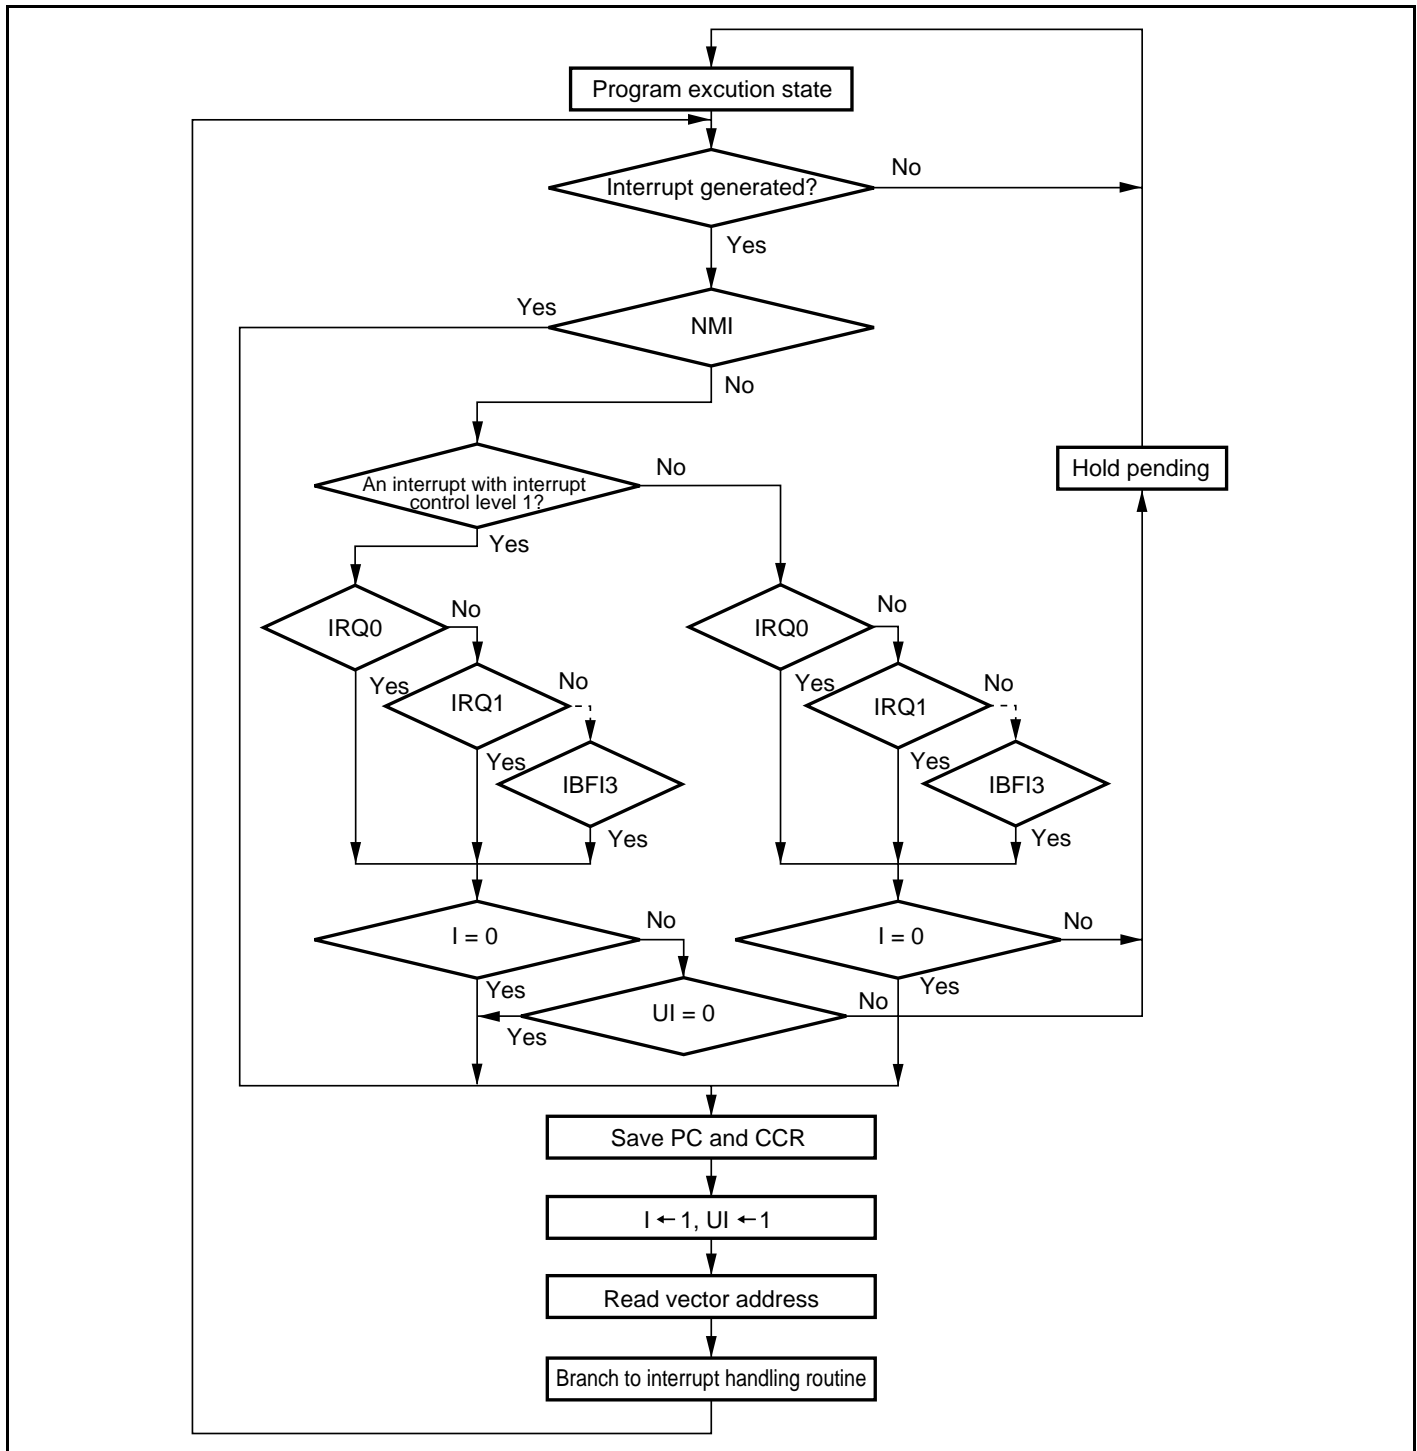 Program excution state
Interrupt generated?
No
Yes
Yes
NMI
No
An interrupt with interrupt
control level 1?
No
Yes
Hold pending
IRQ0
No
Yes
IRQ1
No
Yes
IBFI3
Yes
IRQ0
No
Yes
IRQ1
No
Yes
IBFI3
Yes
I = 0
No
Yes
UI = 0
No
Yes
I = 0
No
Yes
Save PC and CCR
I ← 1, UI ← 1
Read vector address
Branch to interrupt handling routine